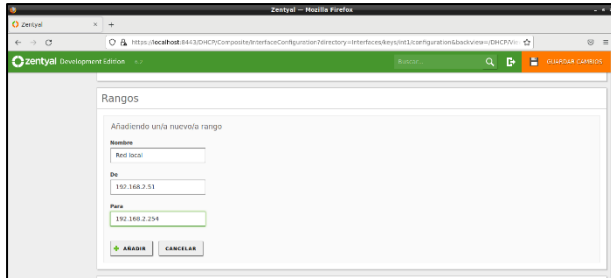 Zentyal — Mozilla Firefox
Zentyal
https://localhost:8443/DHCP/Composite/InterfaceConfiguration?directory=Interfaces/keys/int1/configuration&backview=/DHCP/Vi
zentyal Development Edition
Buscar...
GUARDAR CAMBIOS
Rangos
Añadiendo un/a nuevo/a rango
Nombre
Red local
De
192.168.2.51
Para
192.168.2.254
AÑADIR CANCELAR